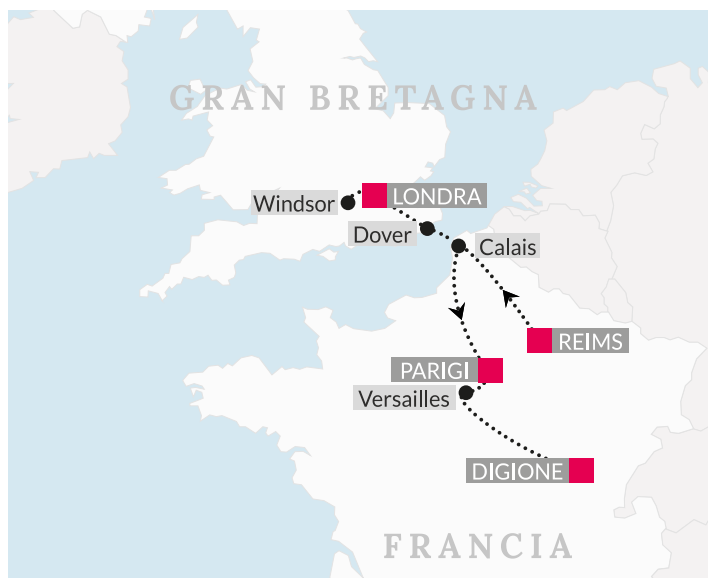 GRAN BRETAGNA
LONDRA
Windsor
Dover
Calais
REIMS
PARIGI
Versailles
DIGIONE
FRANCIA